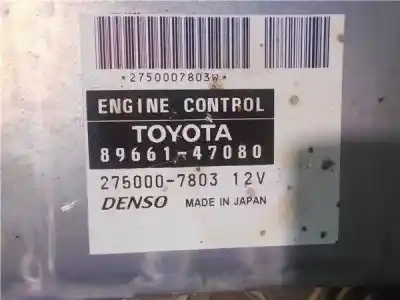 *2750007803W*
ENGINE CONTROL
TOYOTA
89661-47080
275000-7803 12V
DENSO MADE IN JAPAN